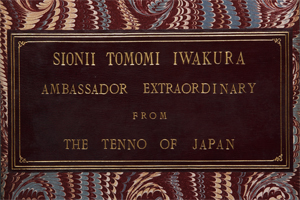 SIONII TOMOMI IWAKURA
AMBASSADOR EXTRAORDINARY
FROM
THE TENNO OF JAPAN